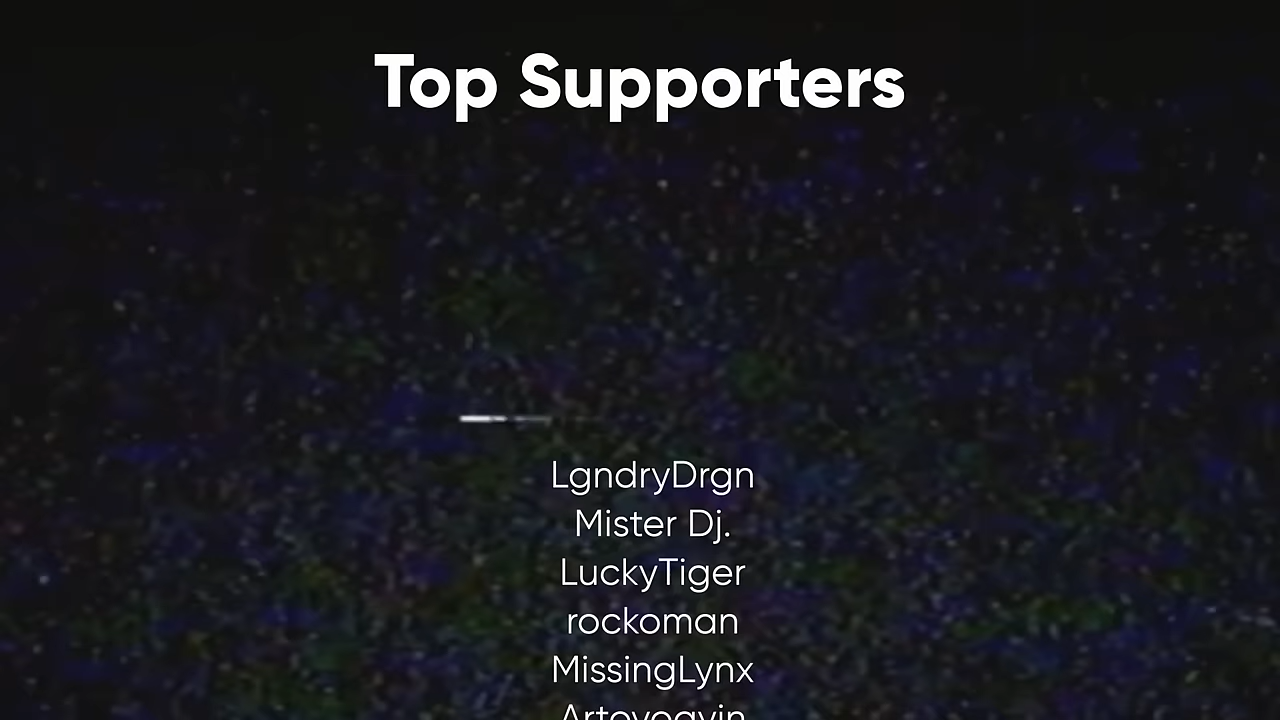 Top Supporters
LgndryDrgn
Mister Dj.
LuckyTiger
rockoman
MissingLynx